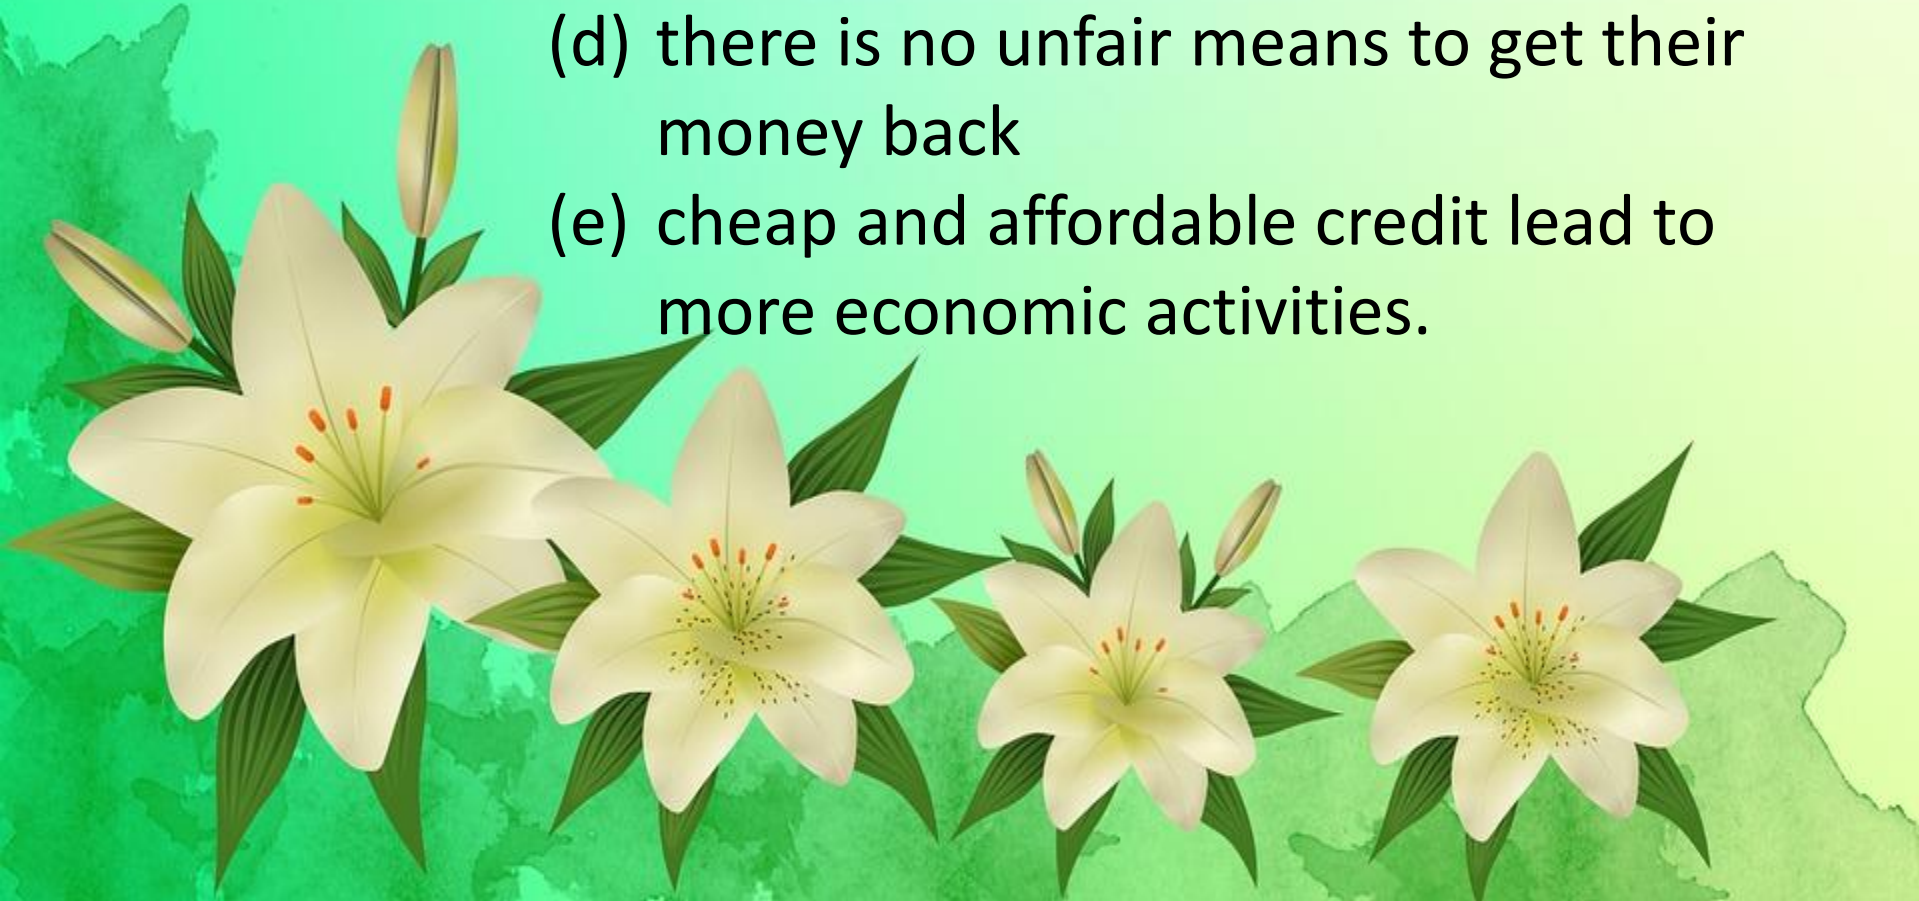 (d) there is no unfair means to get their
money back
(e) cheap and affordable credit lead to
more economic activities.